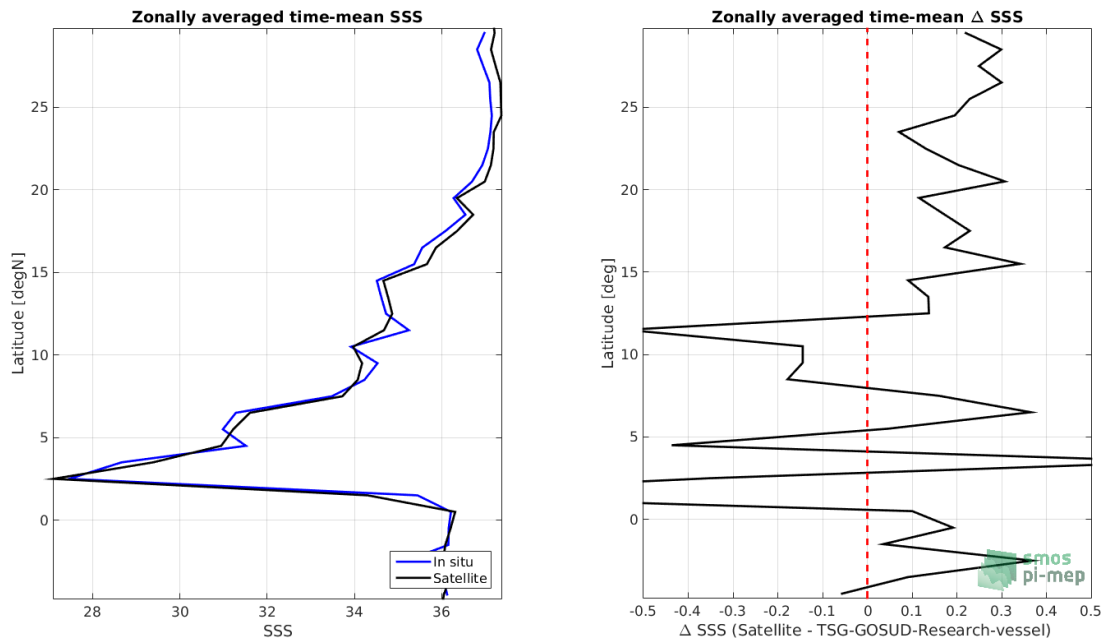 Zonally averaged time-mean SSS
Latitude [degN]
25
20
15
10
5
0
28
30
32
34
36
SSS
In situ
Satellite
Zonally averaged time-mean Δ SSS
Latitude [deg]
25
20
15
10
5
0
-0.5 -0.4 -0.3 -0.2 -0.1 0 0.1 0.2 0.3 0.4 0.5
Δ SSS (Satellite - TSG-GOSUD-Research-vessel)
smos
pi-mep